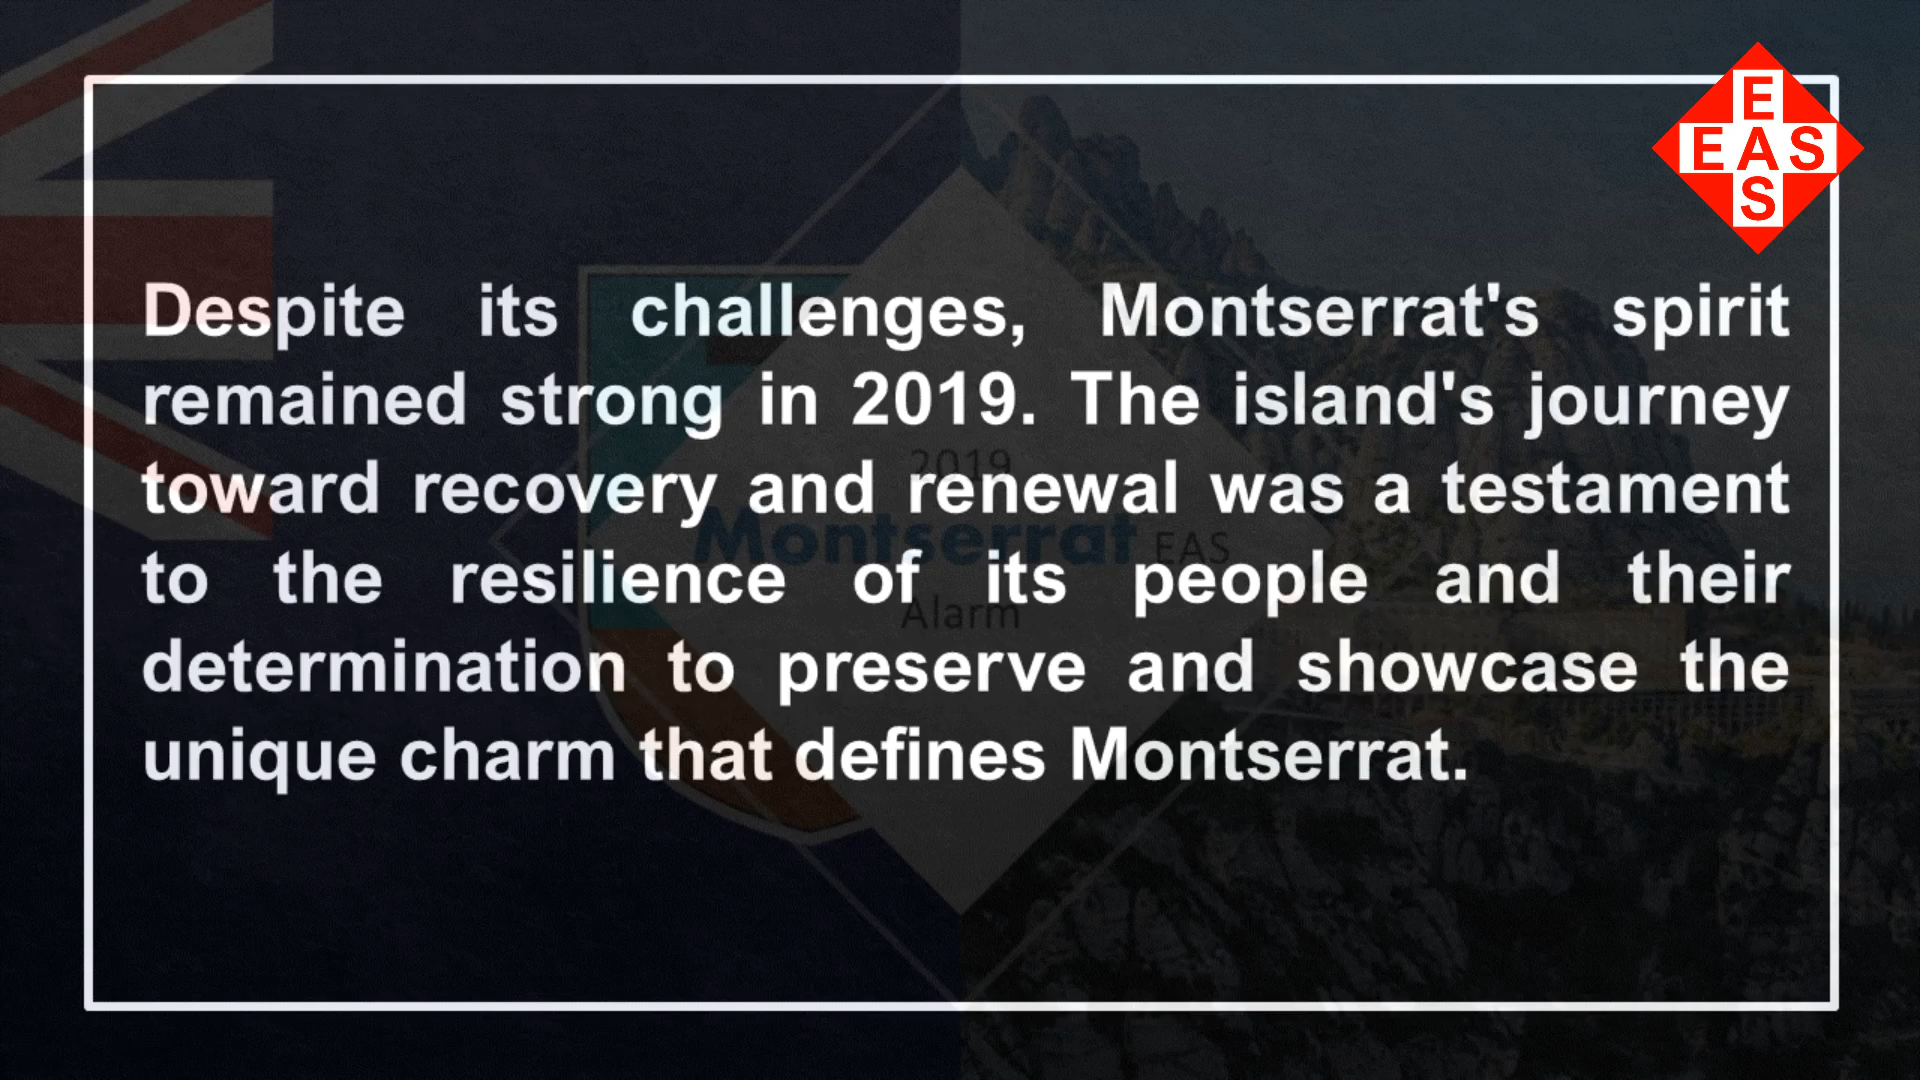 E
EAS
S
Despite its challenges, Montserrat's spirit
remained strong in 2019. The island's journey
toward recovery and renewal was a testament
to the resilience of its people and their
determination to preserve and showcase the
unique charm that defines Montserrat.
2019
Montserrat EAS
Alarm